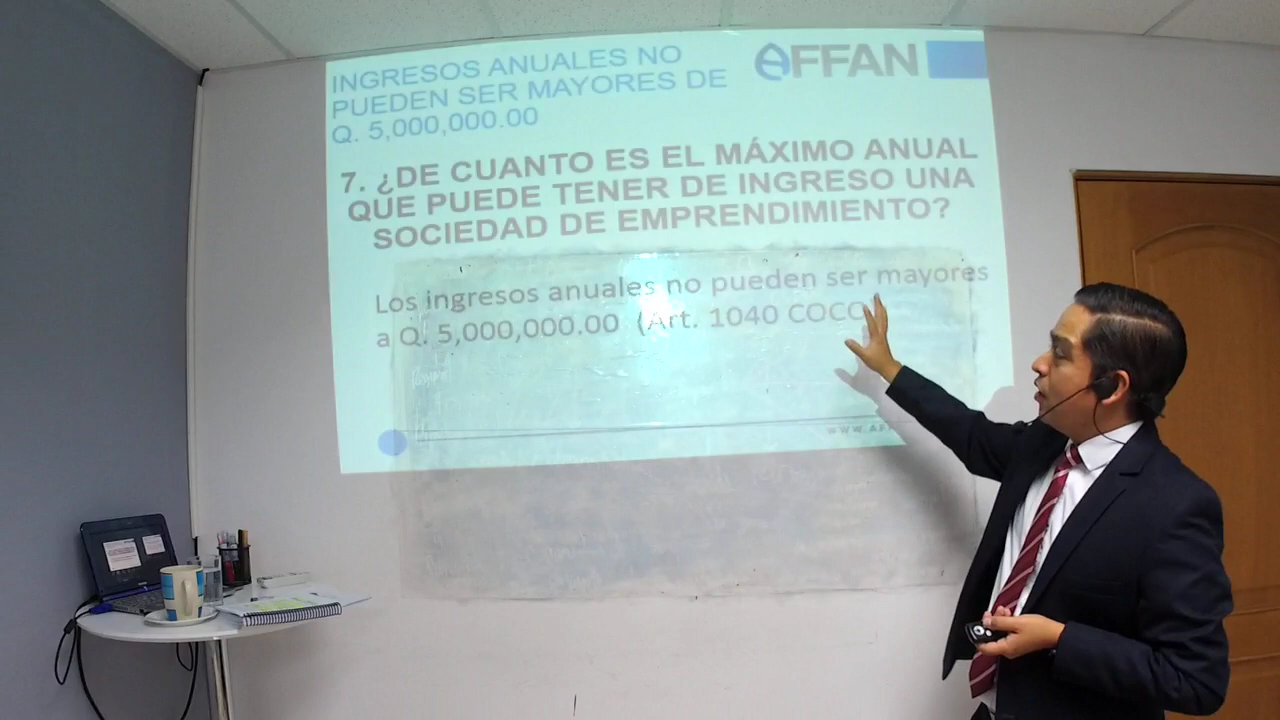 INGRESOS ANUALES NO
PUEDEN SER MAYORES DE
Q. 5,000,000.00
AFFAN
7. ¿DE CUANTO ES EL MÁXIMO ANUAL
QUE PUEDE TENER DE INGRESO UNA
SOCIEDAD DE EMPRENDIMIENTO?
Los ingresos anuales no pueden ser mayores
a Q. 5,000,000.00 (Art. 1040 COCO